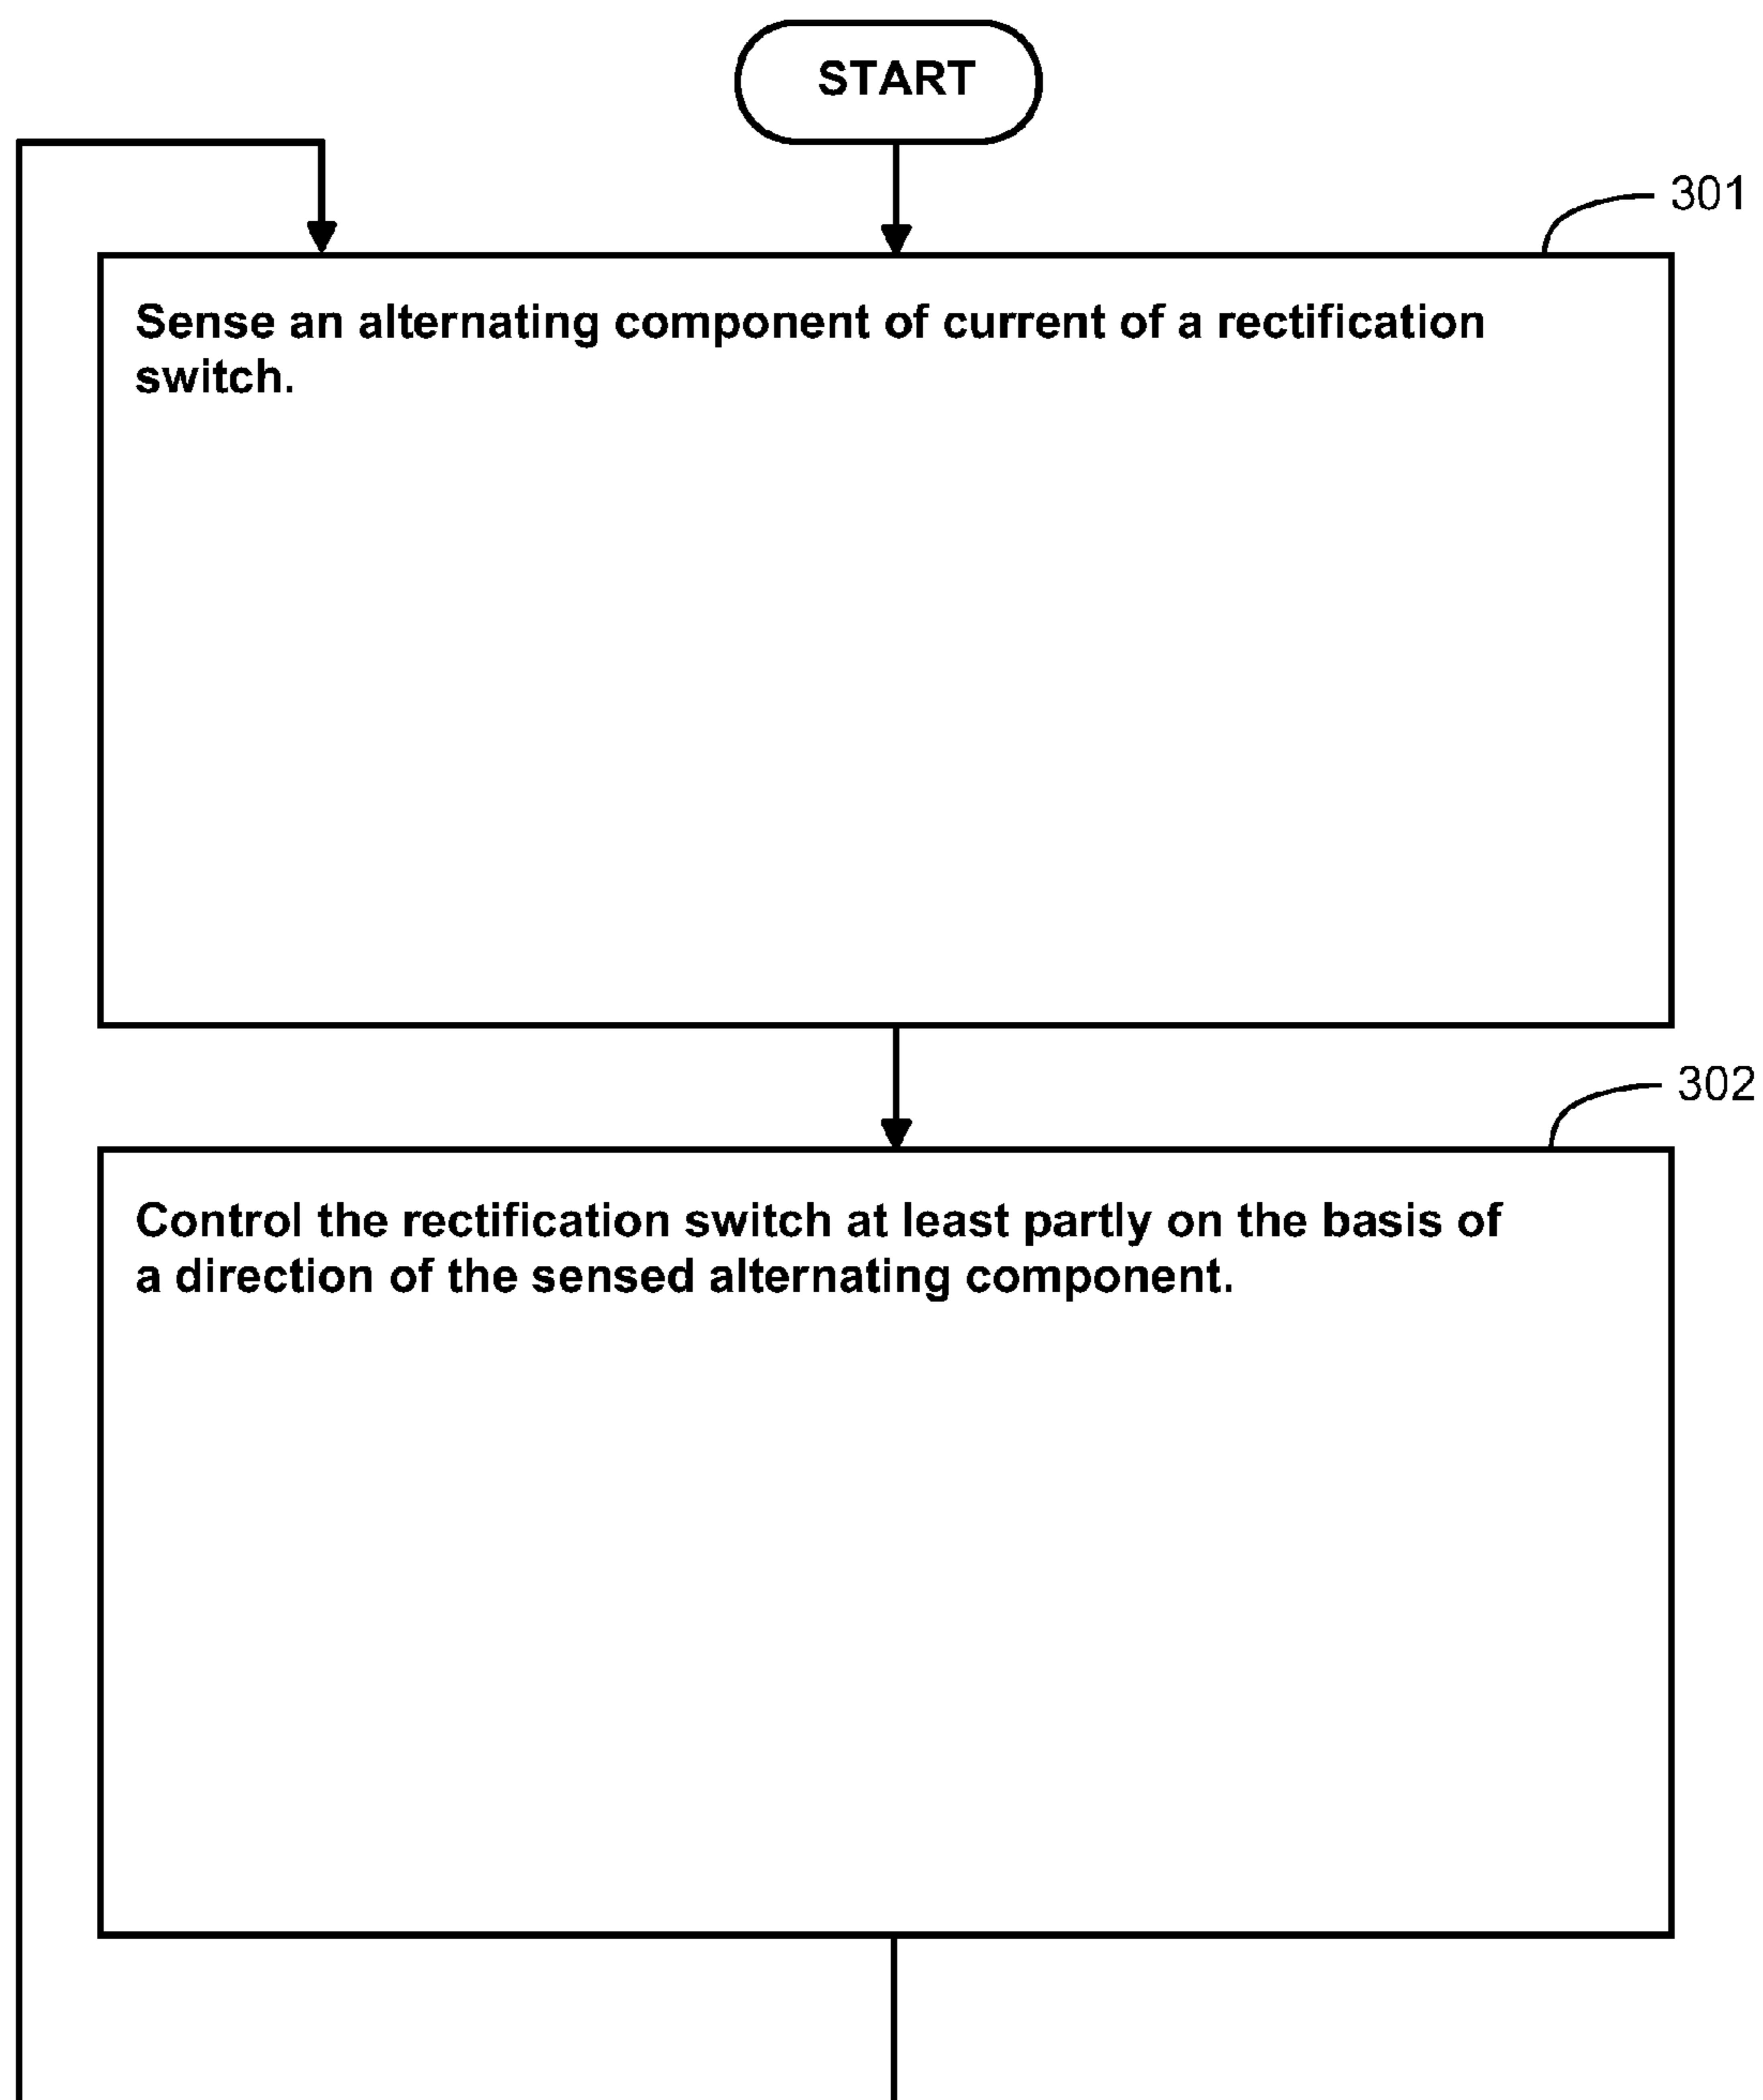 START
301
Sense an alternating component of current of a rectification
switch.
302
Control the rectification switch at least partly on the basis of
a direction of the sensed alternating component.